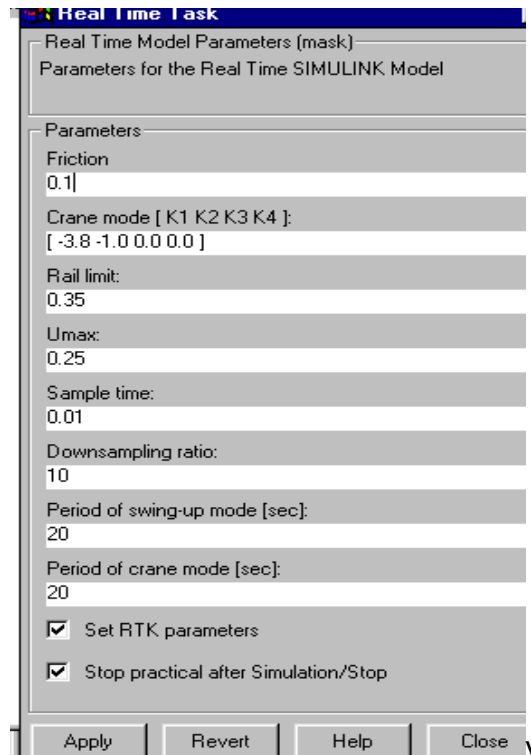 Real Time Task
Real Time Model Parameters (mask)
Parameters for the Real Time SIMULINK Model
Parameters
Friction
0.1
Crane mode [ K1 K2 K3 K4 ]:
[ -3.8 -1.0 0.0 0.0 ]
Rail limit:
0.35
Umax:
0.25
Sample time:
0.01
Downsampling ratio:
10
Period of swing-up mode [sec]:
20
Period of crane mode [sec]:
20
Set RTK parameters
Stop practical after Simulation/Stop
Apply Revert Help Close